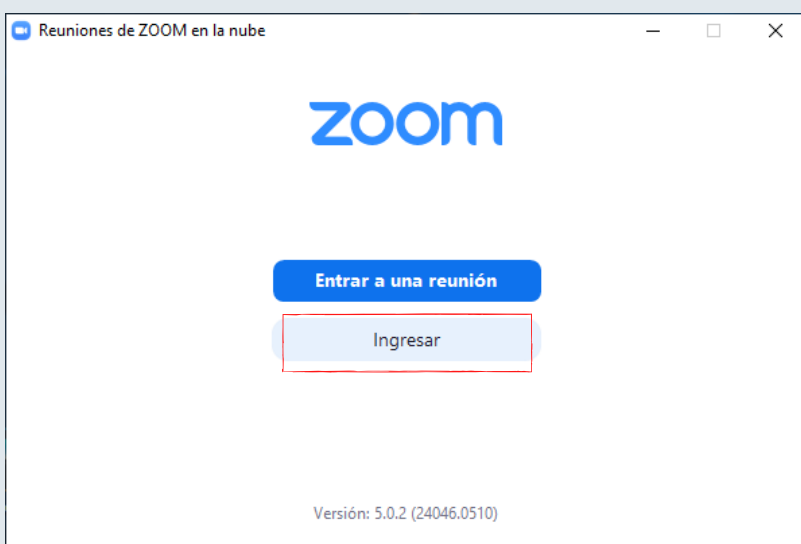 Reuniones de ZOOM en la nube
zoom
Entrar a una reunión
Ingresar
Versión: 5.0.2 (24046.0510)